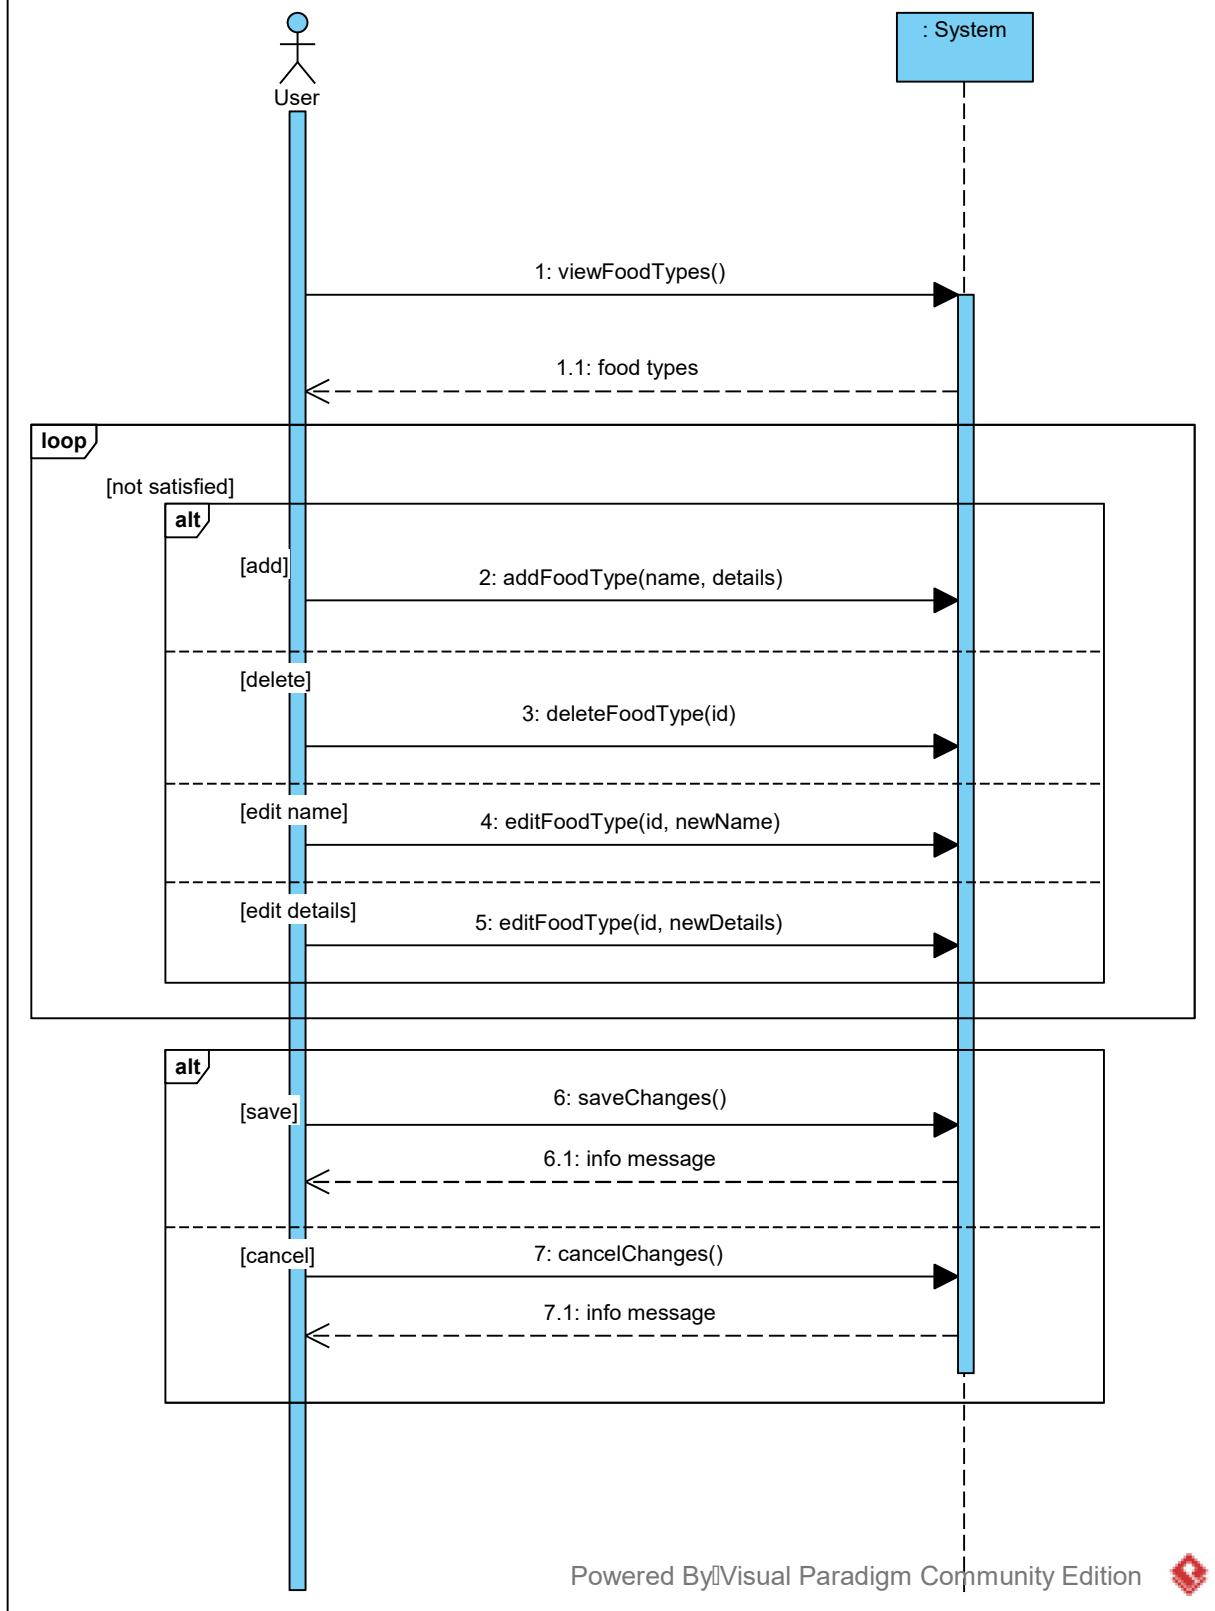 : System
User
1: viewFoodTypes()
1.1: food types
loop
[not satisfied]
alt
[add]
2: addFoodType(name, details)
[delete]
3: deleteFoodType(id)
[edit name]
4: editFoodType(id, newName)
[edit details]
5: editFoodType(id, newDetails)
alt
6: saveChanges()
[save]
6.1: info message
[cancel]
7: cancelChanges()
7.1: info message
Powered By Visual Paradigm Community Edition